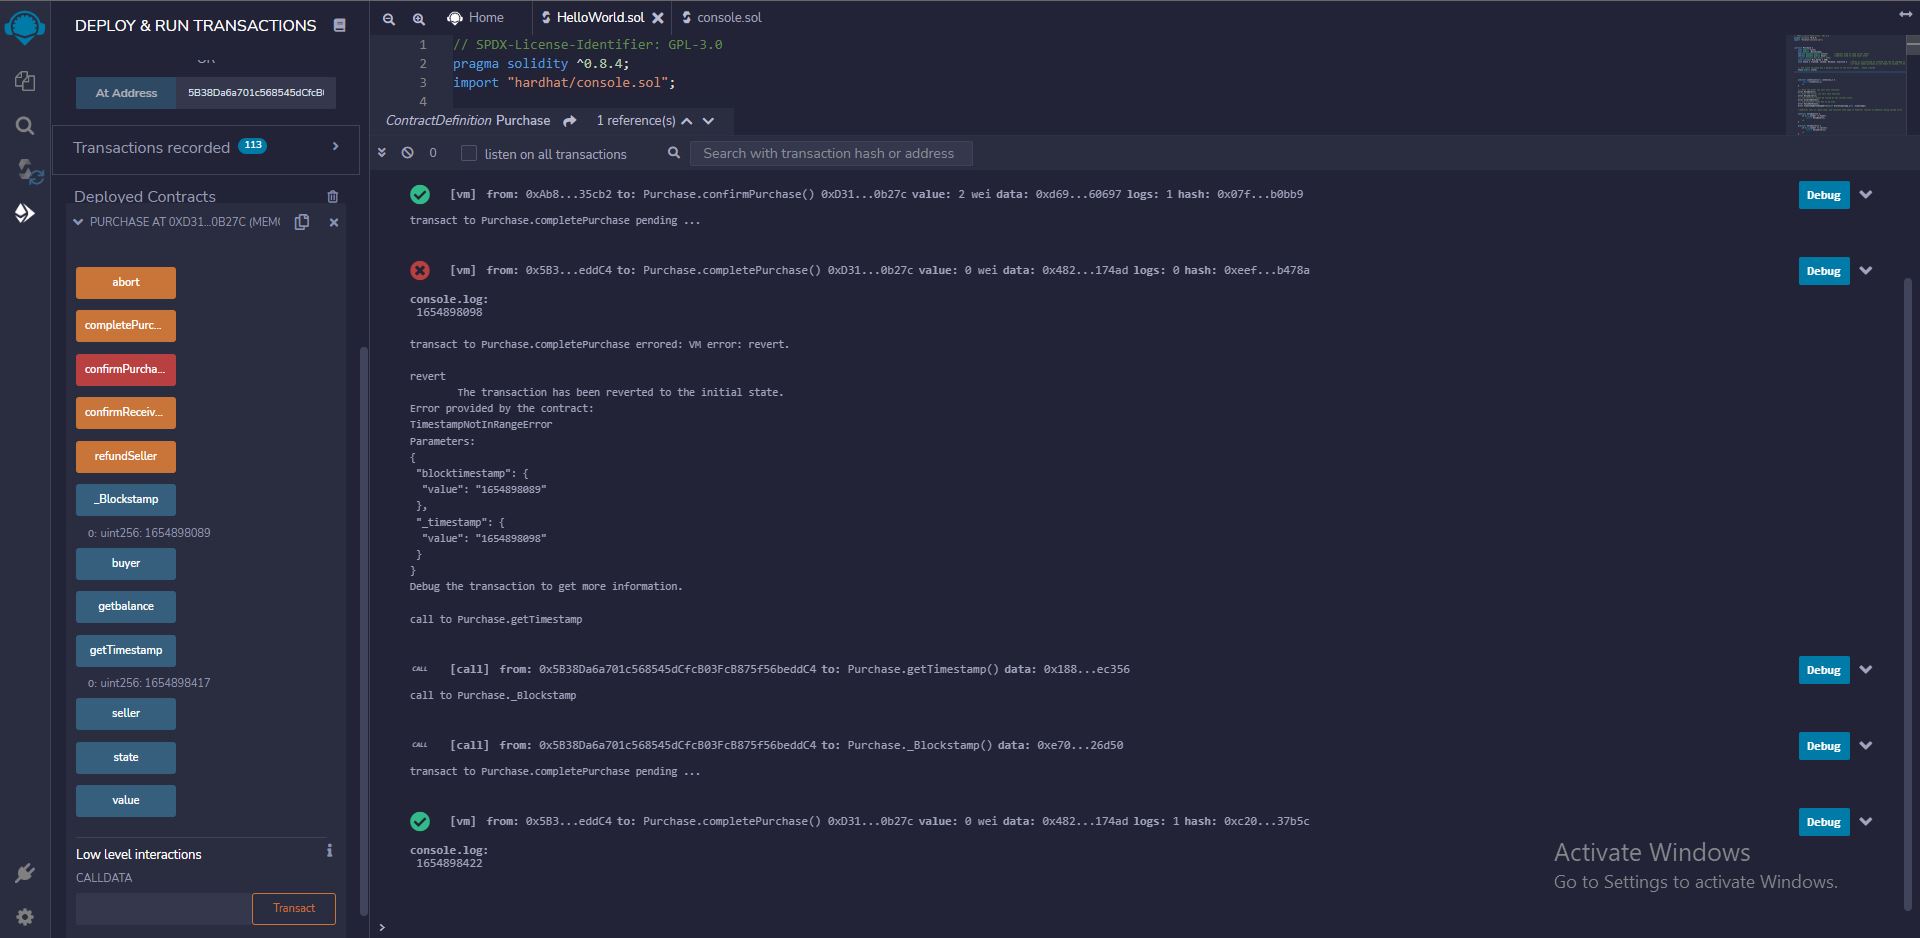 DEPLOY & RUN TRANSACTIONS
OR
At Address
5B38Da6a701c568545dCfcB
Transactions recorded 113
Deployed Contracts
PURCHASE AT 0XD31...0B27C (MEMO
abort
completePurc...
confirmPurcha...
confirmReceiv...
refundSeller
_Blockstamp
0: uint256: 1654898089
buyer
getbalance
getTimestamp
0: uint256: 1654898417
seller
state
value
Low level interactions
CALLDATA
Transact
Home
HelloWorld.sol
console.sol
1 // SPDX-License-Identifier: GPL-3.0
2 pragma solidity ^0.8.4;
3 import "hardhat/console.sol";
4
ContractDefinition Purchase 1 reference(s)
0 listen on all transactions Search with transaction hash or address
[vm] from: 0xAb8...35cb2 to: Purchase.confirmPurchase() 0xD31...0b27c value: 2 wei data: 0xd69...60697 logs: 1 hash: 0x07f...b0bb9
Debug
transact to Purchase.completePurchase pending ...
[vm] from: 0x5B3...eddC4 to: Purchase.completePurchase() 0xD31...0b27c value: 0 wei data: 0x482...174ad logs: 0 hash: 0xeef...b478a
Debug
console.log:
1654898098
transact to Purchase.completePurchase errored: VM error: revert.
revert
The transaction has been reverted to the initial state.
Error provided by the contract:
TimestampNotInRangeError
Parameters:
{
"blocktimestamp": {
"value": "1654898089"
},
"_timestamp": {
"value": "1654898098"
}
}
Debug the transaction to get more information.
call to Purchase.getTimestamp
CALL [call] from: 0x5B38Da6a701c568545dCfcB03FcB875f56beddC4 to: Purchase.getTimestamp() data: 0x188...ec356
Debug
call to Purchase._Blockstamp
CALL [call] from: 0x5B38Da6a701c568545dCfcB03FcB875f56beddC4 to: Purchase._Blockstamp() data: 0xe70...26d50
Debug
transact to Purchase.completePurchase pending ...
[vm] from: 0x5B3...eddC4 to: Purchase.completePurchase() 0xD31...0b27c value: 0 wei data: 0x482...174ad logs: 1 hash: 0xc20...37b5c
Debug
console.log:
1654898422
>
Activate Windows
Go to Settings to activate Windows.